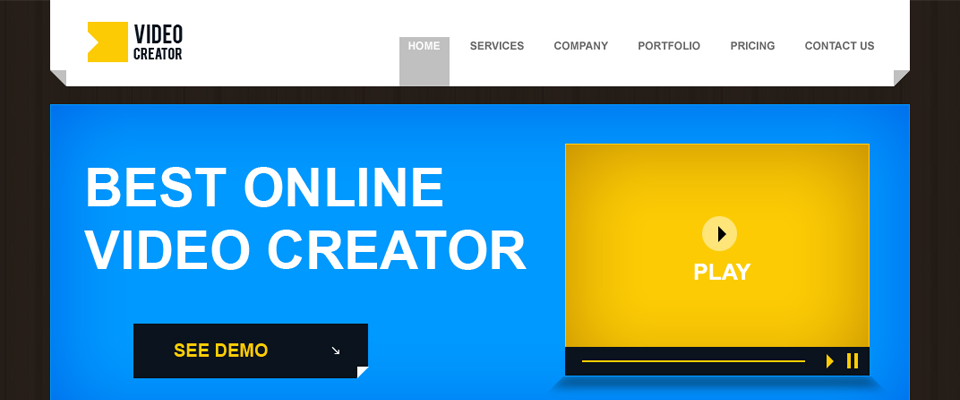 VIDEO
CREATOR
HOME SERVICES COMPANY PORTFOLIO PRICING CONTACT US
BEST ONLINE
VIDEO CREATOR
PLAY
SEE DEMO